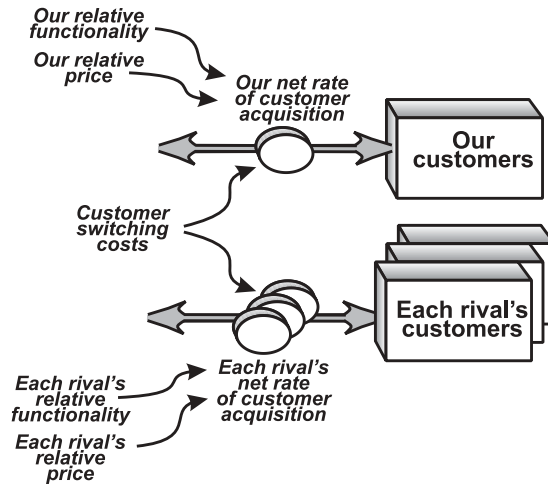 Our relative
functionality
Our relative
price
Our net rate
of customer
acquisition
Our
customers
Customer
switching
costs
Each rival's
customers
Each rival's
net rate
of customer
acquisition
Each rival's
relative
functionality
Each rival's
relative
price